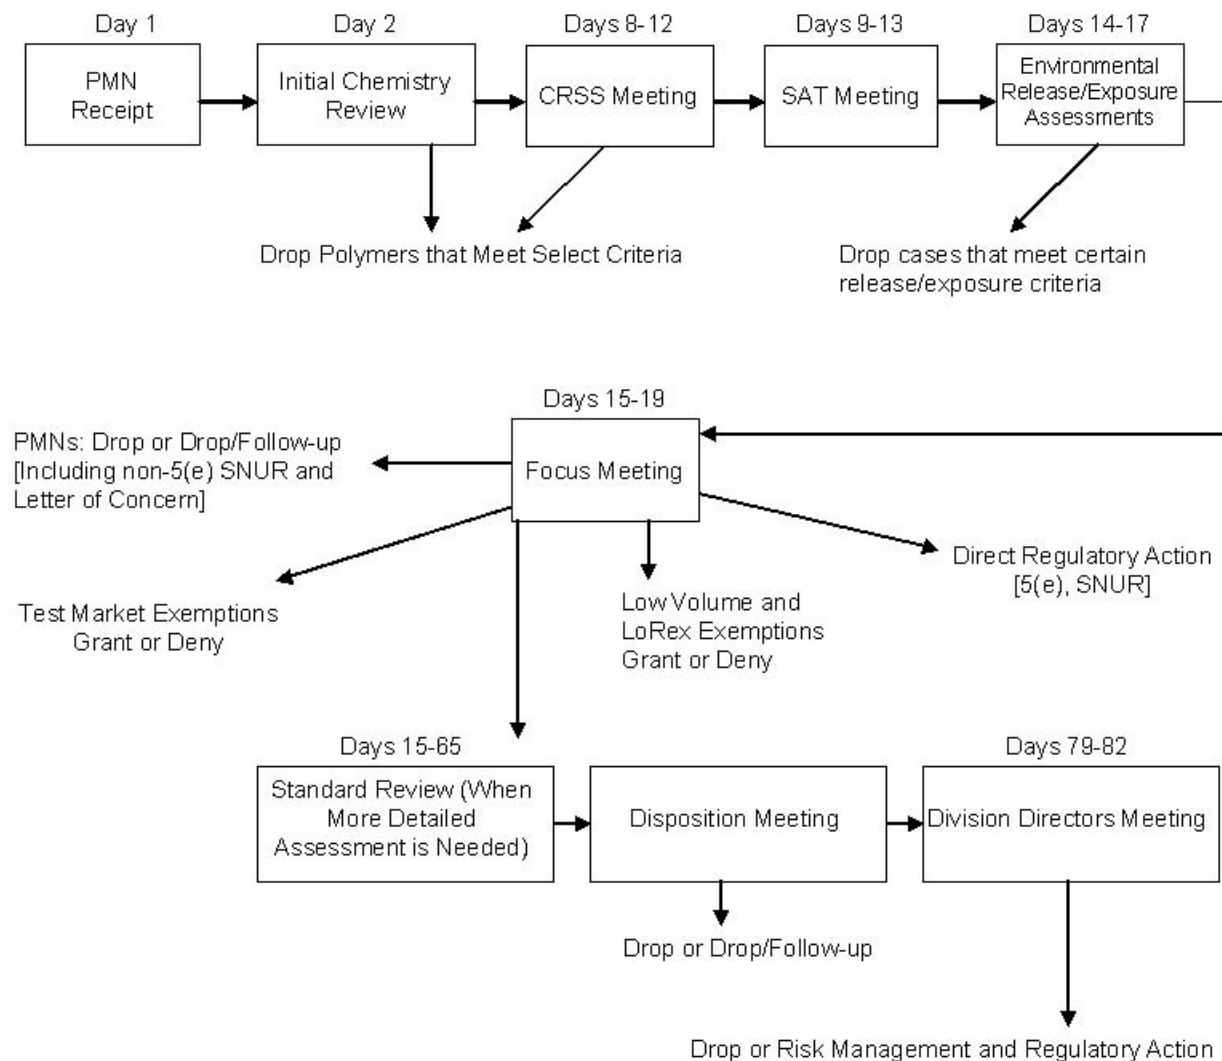 Day 1
PMN
Receipt
Day 2
Initial Chemistry
Review
Days 8-12
CRSS Meeting
Days 9-13
SAT Meeting
Days 14-17
Environmental
Release/Exposure
Assessments
Drop Polymers that Meet Select Criteria
Drop cases that meet certain
release/exposure criteria
Days 15-19
Focus Meeting
PMNs: Drop or Drop/Follow-up
[Including non-5(e) SNUR and
Letter of Concern]
Test Market Exemptions
Grant or Deny
Low Volume and
LoRex Exemptions
Grant or Deny
Direct Regulatory Action
[5(e), SNUR]
Days 15-65
Standard Review (When
More Detailed
Assessment is Needed)
Disposition Meeting
Days 79-82
Division Directors Meeting
Drop or Drop/Follow-up
Drop or Risk Management and Regulatory Action